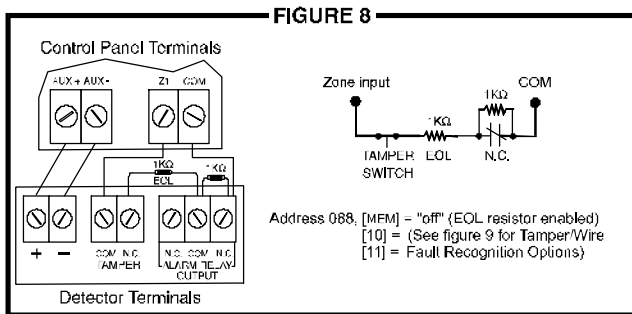 FIGURE 8
Control Panel Terminals
AUX + AUX -
Z1 COM
1KΩ
EOL
1KΩ
+ -
COM N.C.
TAMPER
N.C. COM N.C.
ALARM RELAY
OUTPUT
Detector Terminals
Zone input
COM
1KΩ
1KΩ
TAMPER
SWITCH
EOL
N.C.
Address 088, [MEM] = "off" (EOL resistor enabled)
[10] = (See figure 9 for Tamper/Wire
[11] = Fault Recognition Options)